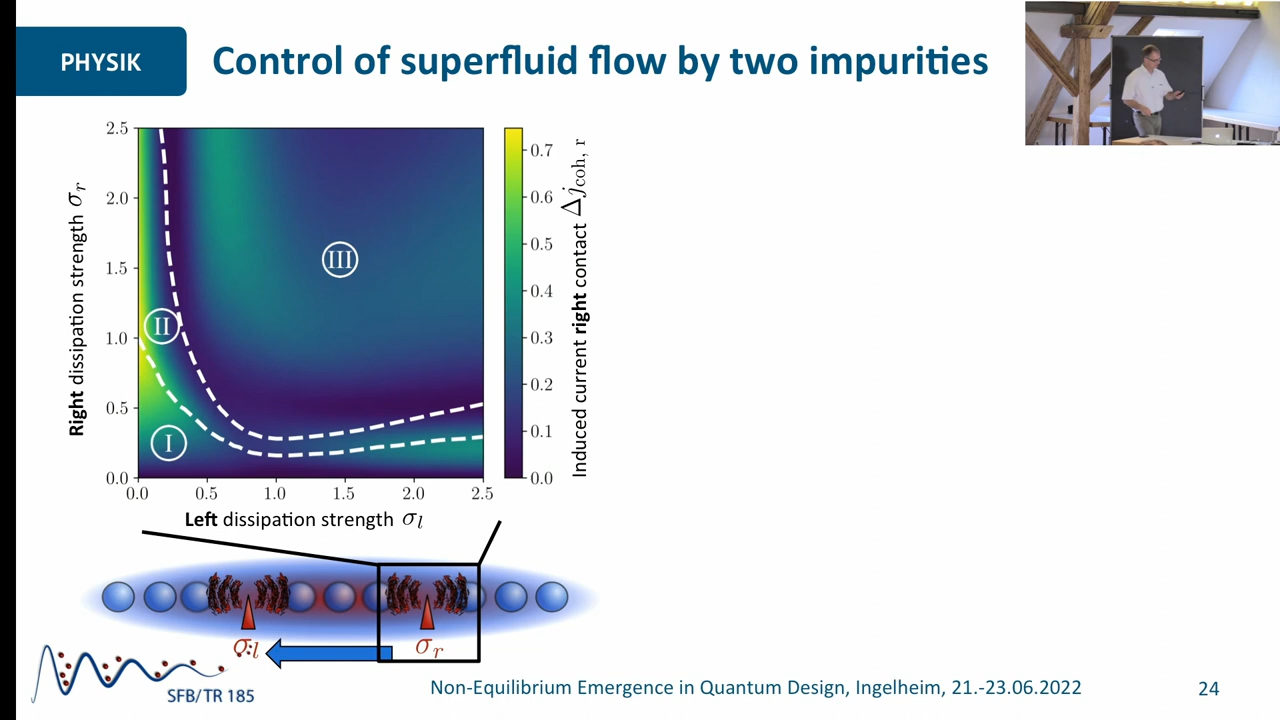 PHYSIK
Control of superfluid flow by two impurities
2.5
2.0
1.5
1.0
0.5
0.0
Right dissipation strength σr
I
II
III
0.0 0.5 1.0 1.5 2.0 2.5
Left dissipation strength σl
0.7
0.6
0.5
0.4
0.3
0.2
0.1
0.0
Induced current right contact Δjcoh, r
σl
σr
SFB/TR 185
Non-Equilibrium Emergence in Quantum Design, Ingelheim, 21.-23.06.2022
24